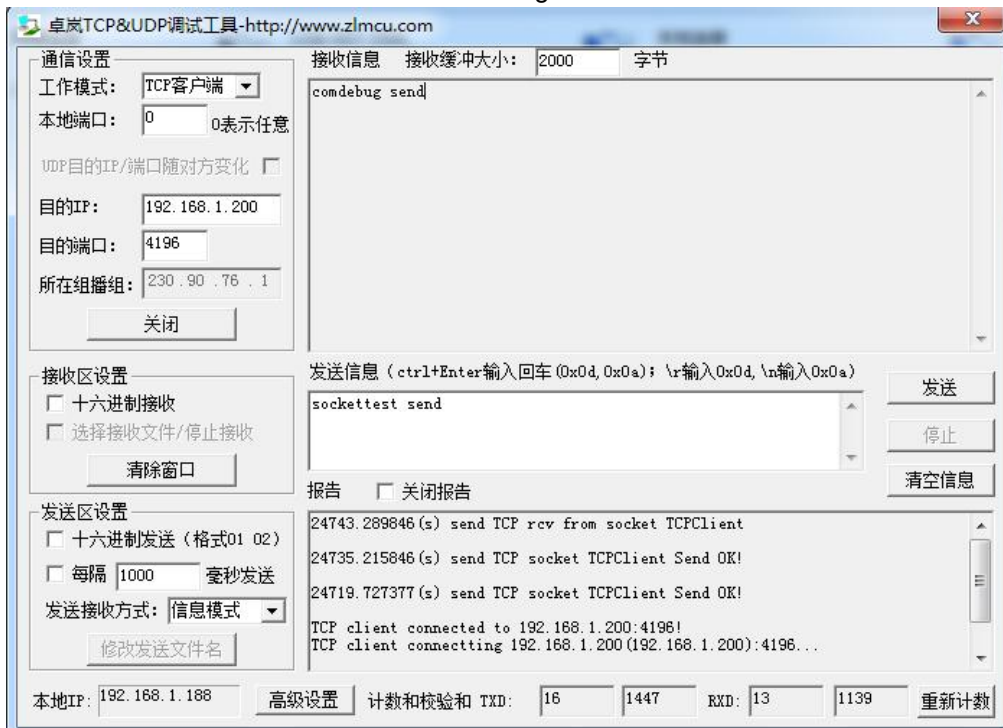 卓岚TCP&UDP调试工具-http://www.zlmcu.com
通信设置
工作模式： TCP客户端
本地端口： 0 0表示任意
UDP目的IP/端口随对方变化
目的IP： 192.168.1.200
目的端口： 4196
所在组播组： 230 . 90 . 76 . 1
关闭
接收区设置
十六进制接收
选择接收文件/停止接收
清除窗口
发送区设置
十六进制发送（格式01 02）
每隔 1000 毫秒发送
发送接收方式： 信息模式
修改发送文件名
接收信息 接收缓冲大小： 2000 字节
comdebug send
发送信息（ctrl+Enter输入回车(0x0d,0x0a)；\r输入0x0d,\n输入0x0a）
sockettest send
发送
停止
清空信息
报告 关闭报告
24743.289846(s) send TCP rcv from socket TCPClient
24735.215846(s) send TCP socket TCPClient Send OK!
24719.727377(s) send TCP socket TCPClient Send OK!
TCP client connected to 192.168.1.200:4196!
TCP client connectting 192.168.1.200(192.168.1.200):4196...
本地IP: 192.168.1.188 高级设置 计数和校验和 TXD: 16 1447 RXD: 13 1139 重新计数